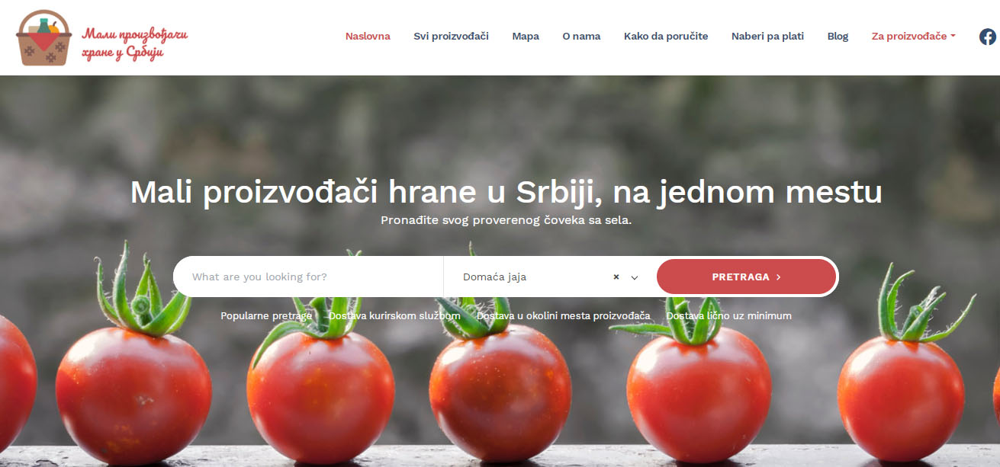 Мали произвођачи
хране у Србији
Naslovna Svi proizvođači Mapa O nama Kako da poručite Naberi pa plati Blog Za proizvođače
Mali proizvođači hrane u Srbiji, na jednom mestu
Pronađite svog proverenog čoveka sa sela.
What are you looking for? Domaća jaja × PRETRAGA
Popularne pretrage Dostava kurirskom službom Dostava u okolini mesta proizvođača Dostava lično uz minimum